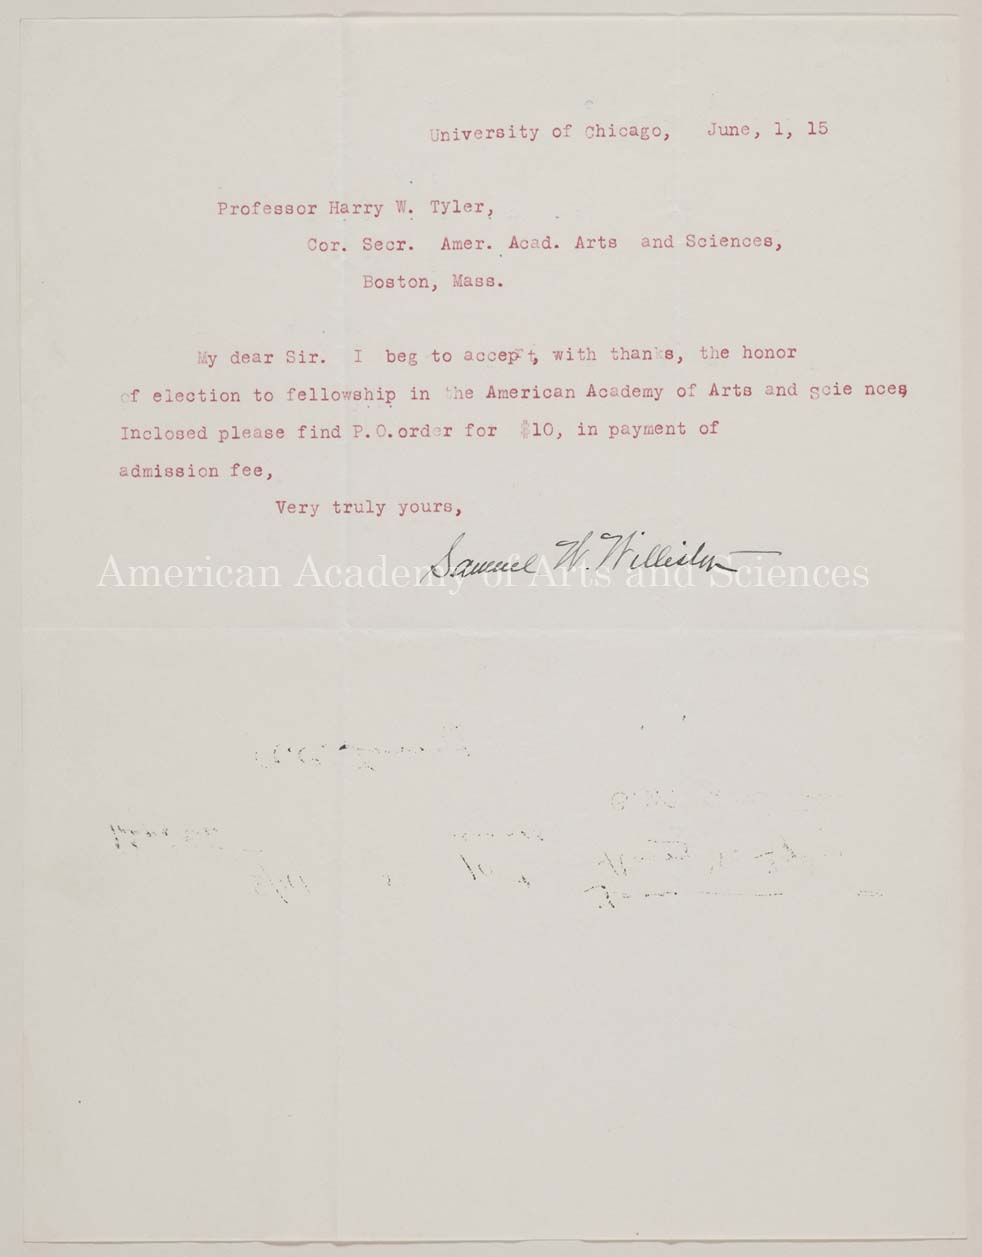 University of Chicago, June, 1, 15
Professor Harry W. Tyler,
Cor. Secr. Amer. Acad. Arts and Sciences,
Boston, Mass.
My dear Sir. I beg to accept, with thanks, the honor
of election to fellowship in the American Academy of Arts and sciences
Inclosed please find P.O.order for $10, in payment of
admission fee,
Very truly yours,
Samuel W. Williston
American Academy of Arts and Sciences